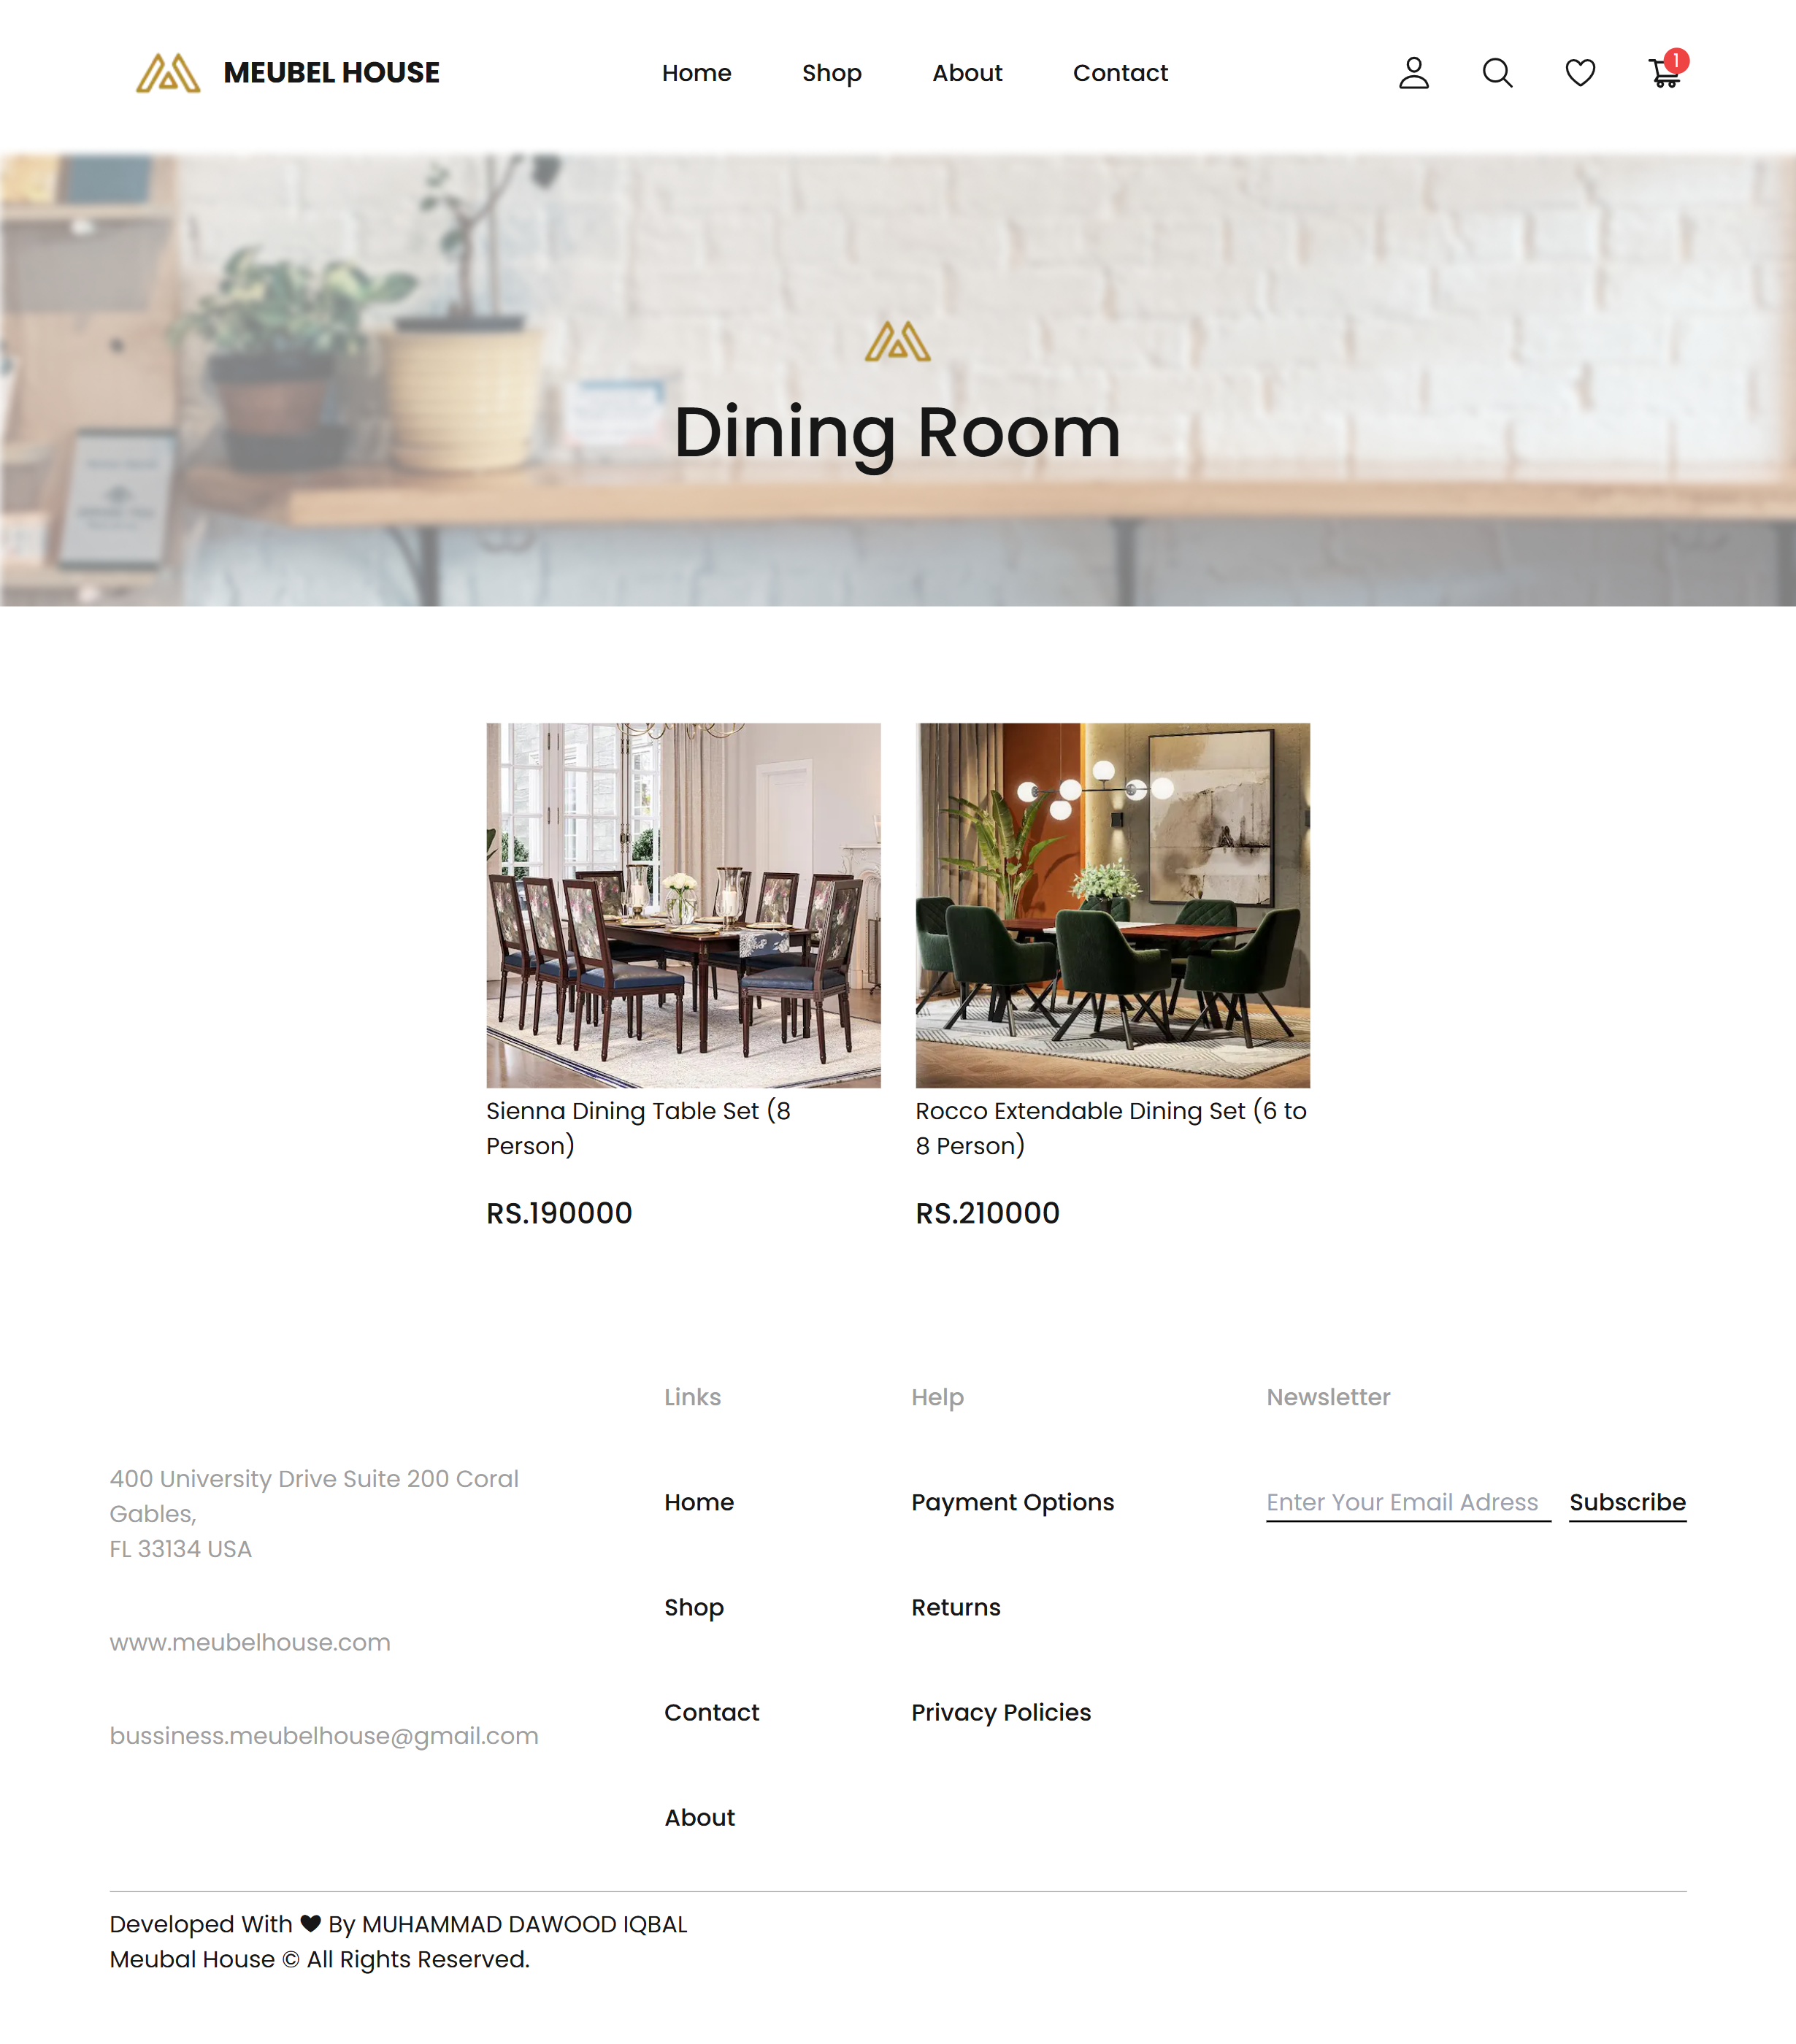 MEUBEL HOUSE
Home
Shop
About
Contact
1
Dining Room
Sienna Dining Table Set (8
Person)
RS.190000
Rocco Extendable Dining Set (6 to
8 Person)
RS.210000
400 University Drive Suite 200 Coral
Gables,
FL 33134 USA
www.meubelhouse.com
bussiness.meubelhouse@gmail.com
Links
Home
Shop
Contact
About
Help
Payment Options
Returns
Privacy Policies
Newsletter
Enter Your Email Adress
Subscribe
Developed With 🖤 By MUHAMMAD DAWOOD IQBAL
Meubal House © All Rights Reserved.